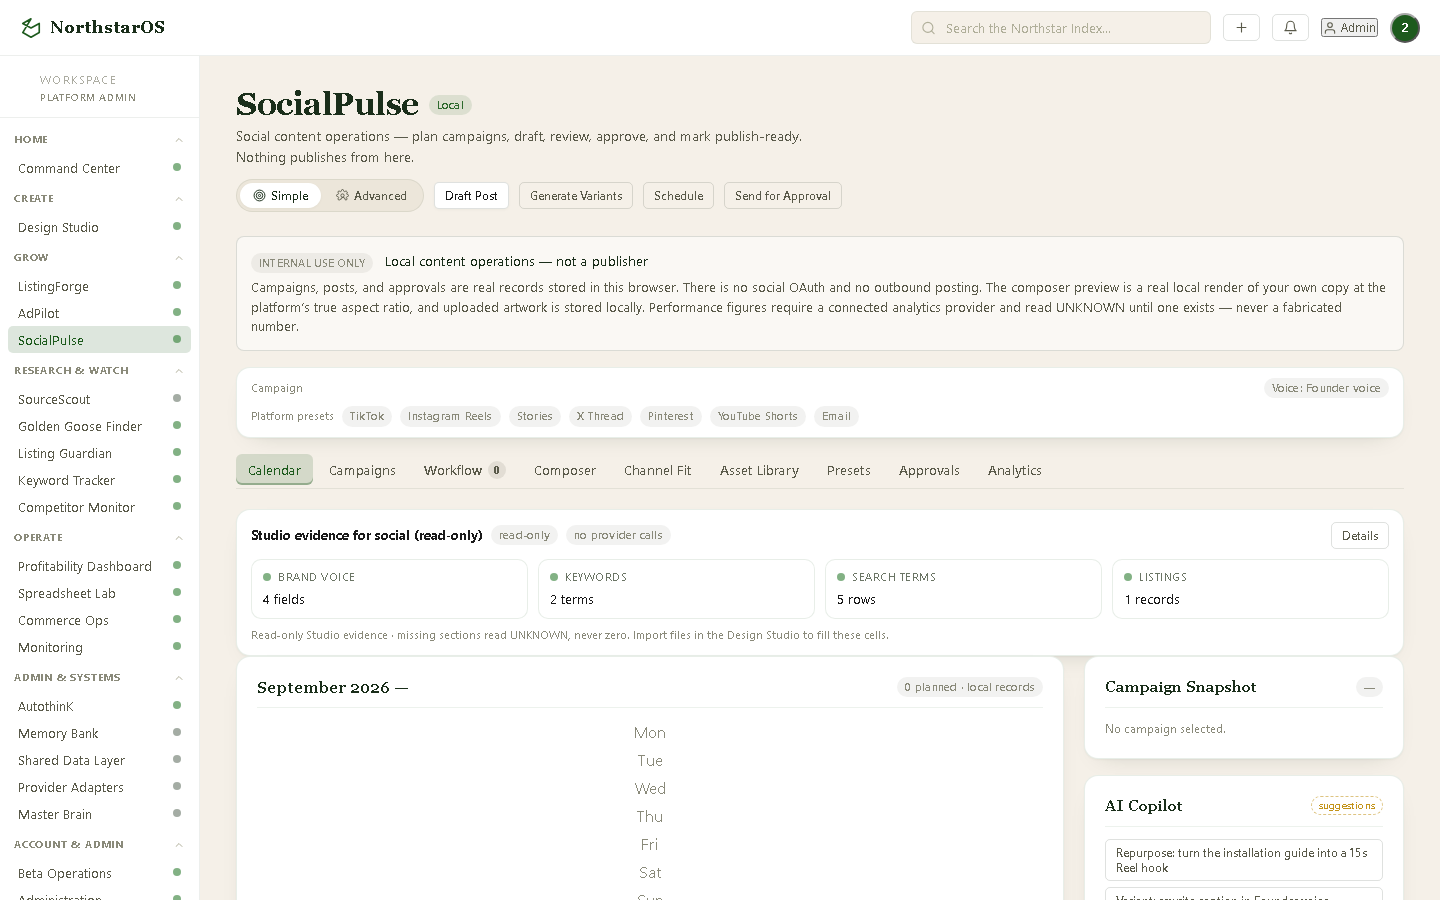 NorthstarOS
Search the Northstar Index...
Admin
2
WORKSPACE
PLATFORM ADMIN
HOME
Command Center
CREATE
Design Studio
GROW
ListingForge
AdPilot
SocialPulse
RESEARCH & WATCH
SourceScout
Golden Goose Finder
Listing Guardian
Keyword Tracker
Competitor Monitor
OPERATE
Profitability Dashboard
Spreadsheet Lab
Commerce Ops
Monitoring
ADMIN & SYSTEMS
AutothinK
Memory Bank
Shared Data Layer
Provider Adapters
Master Brain
ACCOUNT & ADMIN
Beta Operations
Administration
SocialPulse Local
Social content operations — plan campaigns, draft, review, approve, and mark publish-ready.
Nothing publishes from here.
Simple Advanced Draft Post Generate Variants Schedule Send for Approval
INTERNAL USE ONLY Local content operations — not a publisher
Campaigns, posts, and approvals are real records stored in this browser. There is no social OAuth and no outbound posting. The composer preview is a real local render of your own copy at the
platform's true aspect ratio, and uploaded artwork is stored locally. Performance figures require a connected analytics provider and read UNKNOWN until one exists — never a fabricated
number.
Campaign Voice: Founder voice
Platform presets TikTok Instagram Reels Stories X Thread Pinterest YouTube Shorts Email
Calendar Campaigns Workflow 0 Composer Channel Fit Asset Library Presets Approvals Analytics
Studio evidence for social (read-only) read-only no provider calls Details
BRAND VOICE
4 fields
KEYWORDS
2 terms
SEARCH TERMS
5 rows
LISTINGS
1 records
Read-only Studio evidence · missing sections read UNKNOWN, never zero. Import files in the Design Studio to fill these cells.
September 2026 — 0 planned · local records
Mon
Tue
Wed
Thu
Fri
Sat
Sun
Campaign Snapshot —
No campaign selected.
AI Copilot suggestions
Repurpose: turn the installation guide into a 15s
Reel hook